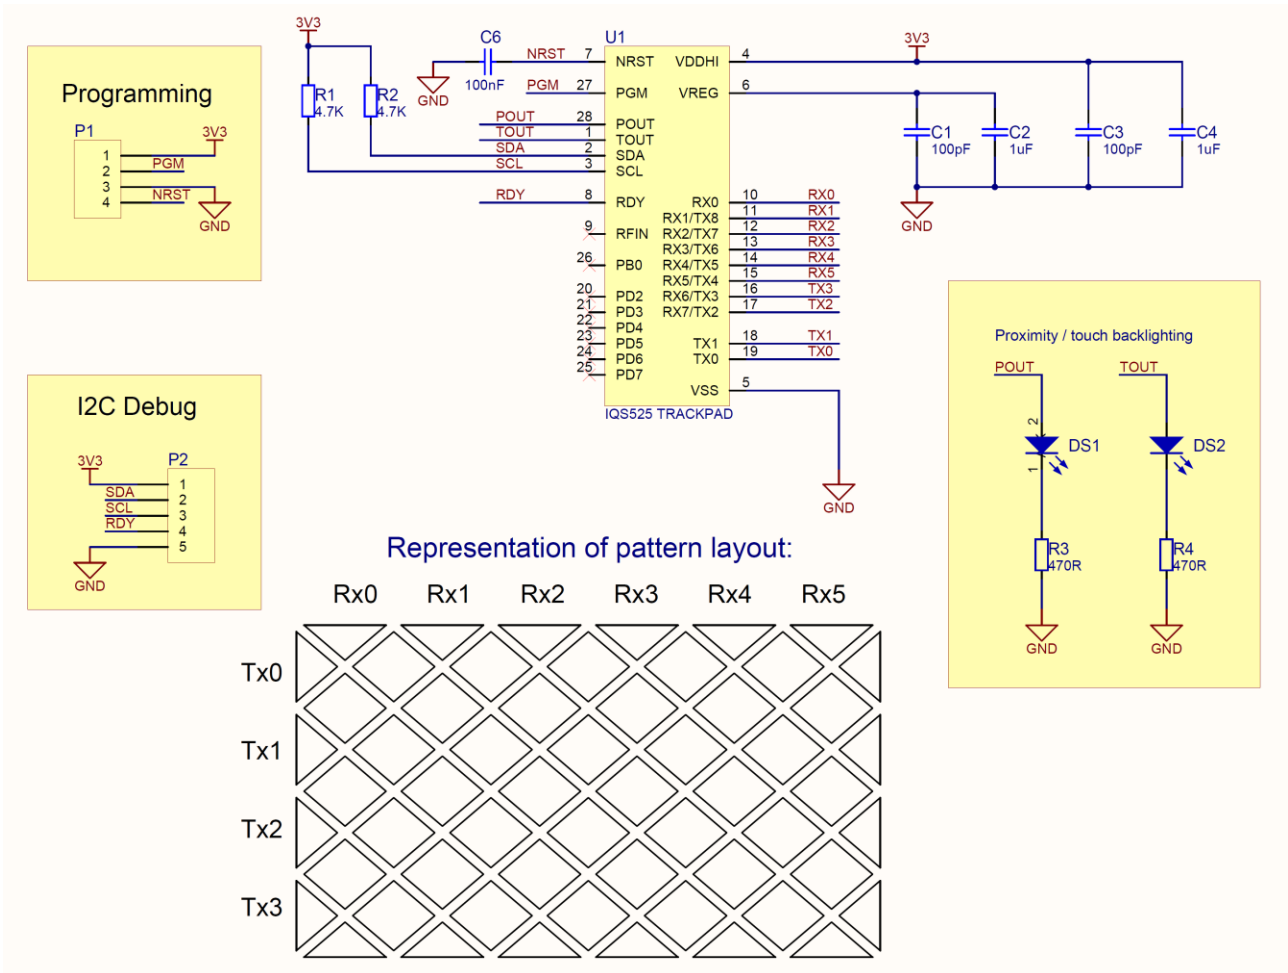 Programming
P1
3V3
1
2 PGM
3
4 NRST
GND
3V3
R1
4.7K
R2
4.7K
C6
100nF
GND
U1
NRST 7 NRST
PGM 27 PGM
POUT 28 POUT
TOUT 1 TOUT
SDA 2 SDA
SCL 3 SCL
RDY 8 RDY
9 RFIN
26 PB0
20 PD2
21 PD3
22 PD4
23 PD5
24 PD6
25 PD7
VDDHI 4
VREG 6
RX0 10 RX0
RX1/TX8 11 RX1
RX2/TX7 12 RX2
RX3/TX6 13 RX3
RX4/TX5 14 RX4
RX5/TX4 15 RX5
RX6/TX3 16 TX3
RX7/TX2 17 TX2
TX1 18 TX1
TX0 19 TX0
VSS 5
IQS525 TRACKPAD
GND
3V3
C1
100pF
C2
1uF
C3
100pF
C4
1uF
GND
I2C Debug
3V3
P2
1
SDA 2
SCL 3
RDY 4
5
GND
Proximity / touch backlighting
POUT
TOUT
2
DS1
1
DS2
R3
470R
R4
470R
GND
GND
Representation of pattern layout:
Rx0 Rx1 Rx2 Rx3 Rx4 Rx5
Tx0
Tx1
Tx2
Tx3